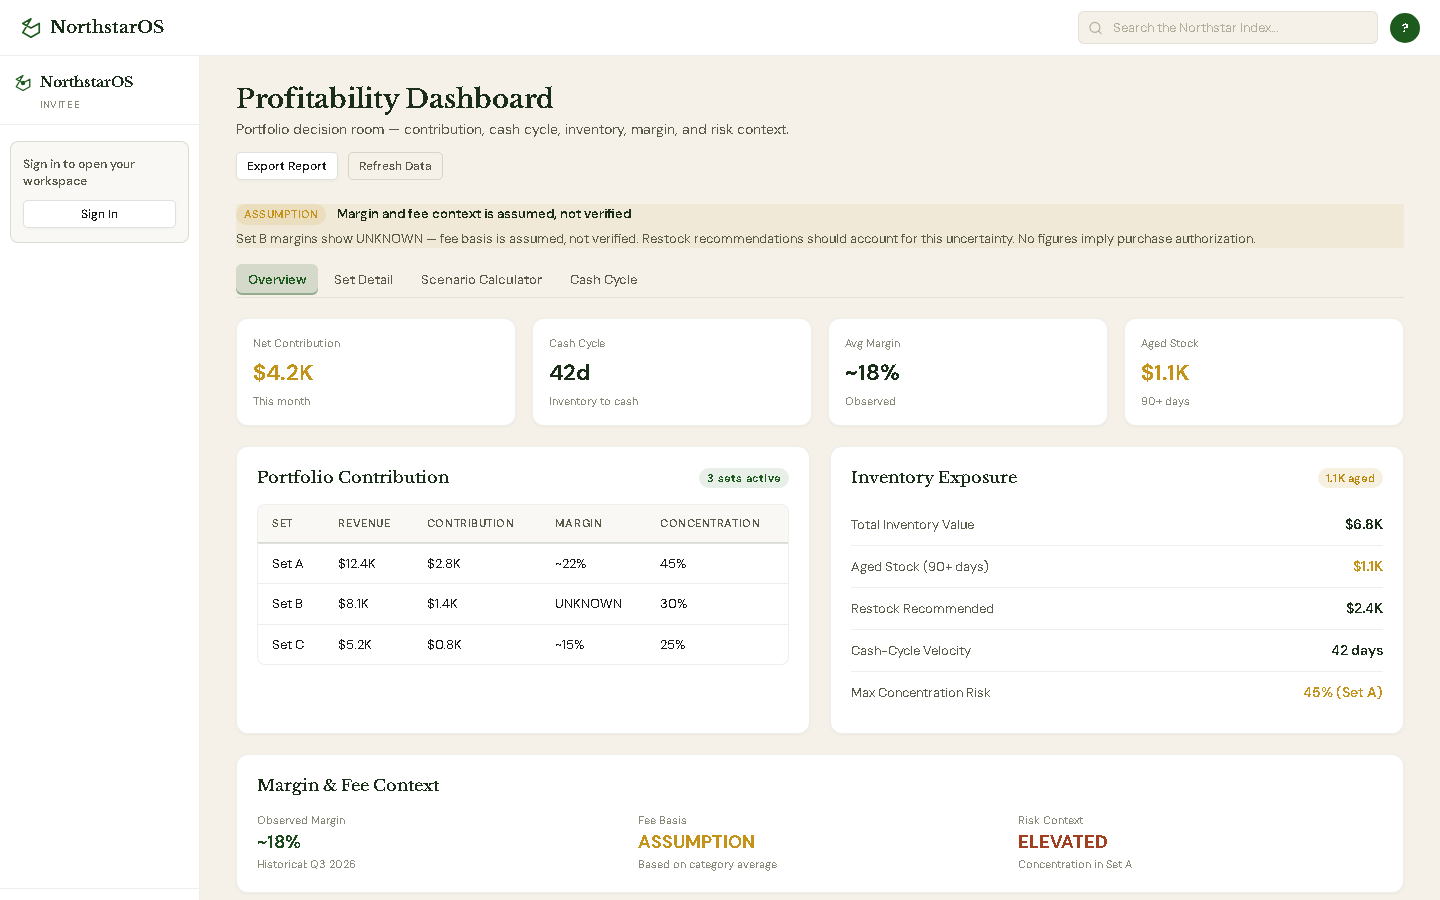 NorthstarOS
Search the Northstar Index...
?
NorthstarOS
INVITEE
Sign in to open your
workspace
Sign In
Profitability Dashboard
Portfolio decision room — contribution, cash cycle, inventory, margin, and risk context.
Export Report
Refresh Data
ASSUMPTION Margin and fee context is assumed, not verified
Set B margins show UNKNOWN — fee basis is assumed, not verified. Restock recommendations should account for this uncertainty. No figures imply purchase authorization.
Overview
Set Detail
Scenario Calculator
Cash Cycle
Net Contribution
$4.2K
This month
Cash Cycle
42d
Inventory to cash
Avg Margin
~18%
Observed
Aged Stock
$1.1K
90+ days
Portfolio Contribution
3 sets active
SET REVENUE CONTRIBUTION MARGIN CONCENTRATION
Set A $12.4K $2.8K ~22% 45%
Set B $8.1K $1.4K UNKNOWN 30%
Set C $5.2K $0.8K ~15% 25%
Inventory Exposure
1.1K aged
Total Inventory Value $6.8K
Aged Stock (90+ days) $1.1K
Restock Recommended $2.4K
Cash-Cycle Velocity 42 days
Max Concentration Risk 45% (Set A)
Margin & Fee Context
Observed Margin
~18%
Historical: Q3 2026
Fee Basis
ASSUMPTION
Based on category average
Risk Context
ELEVATED
Concentration in Set A